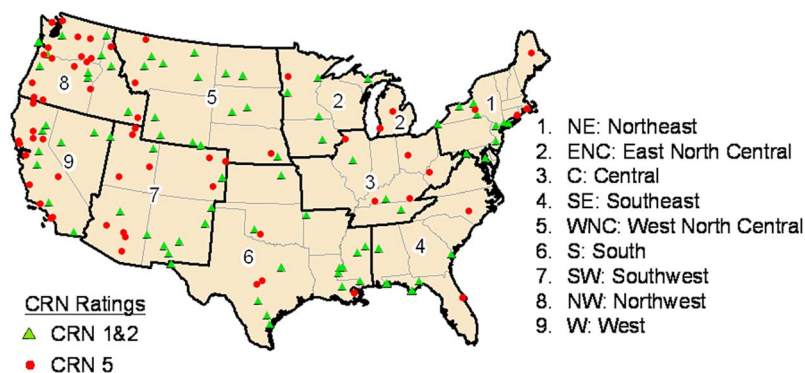 1
8
2
5
2
9
3
7
4
6
1. NE: Northeast
2. ENC: East North Central
3. C: Central
4. SE: Southeast
5. WNC: West North Central
6. S: South
7. SW: Southwest
8. NW: Northwest
9. W: West
CRN Ratings
CRN 1&2
CRN 5